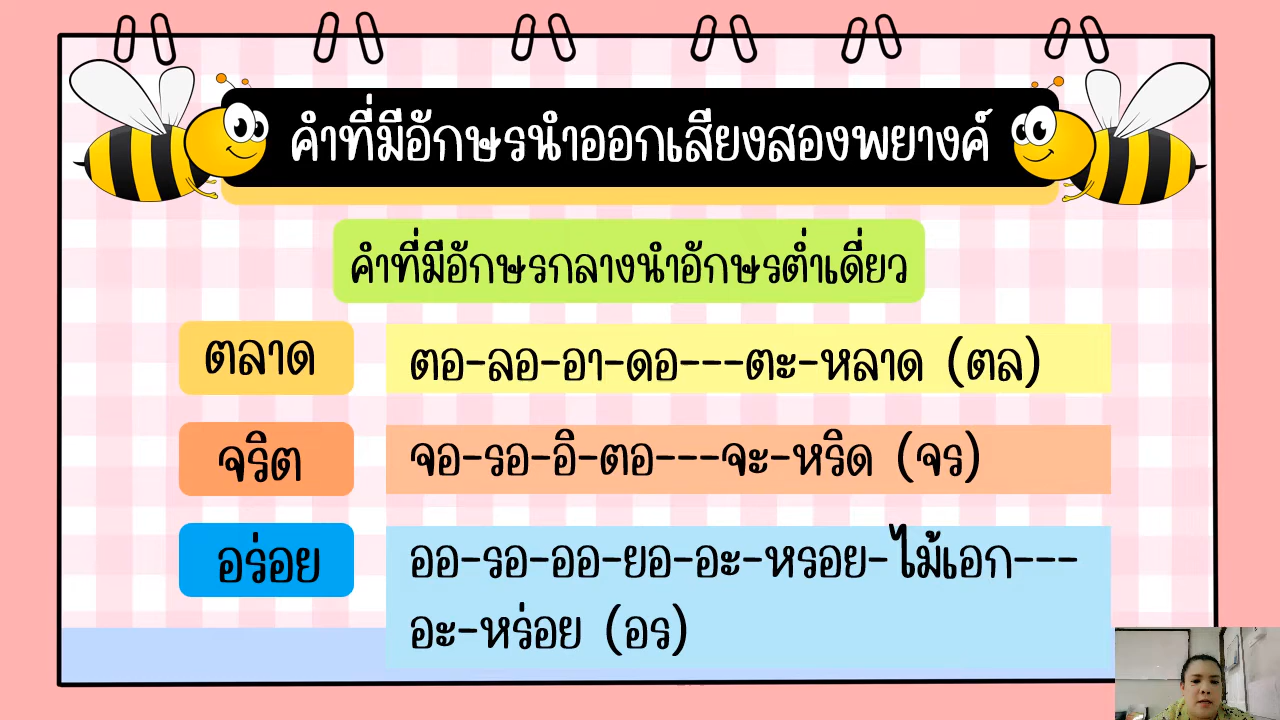 คำที่มีอักษรนำออกเสียงสองพยางค์
คำที่มีอักษรกลางนำอักษรต่ำเดี่ยว
ตลาด
ตอ-ลอ-อา-ดอ---ตะ-หลาด (ตล)
จริต
จอ-รอ-อิ-ตอ---จะ-หริด (จร)
อร่อย
ออ-รอ-ออ-ยอ-อะ-หรอย-ไม้เอก---
อะ-หร่อย (อร)